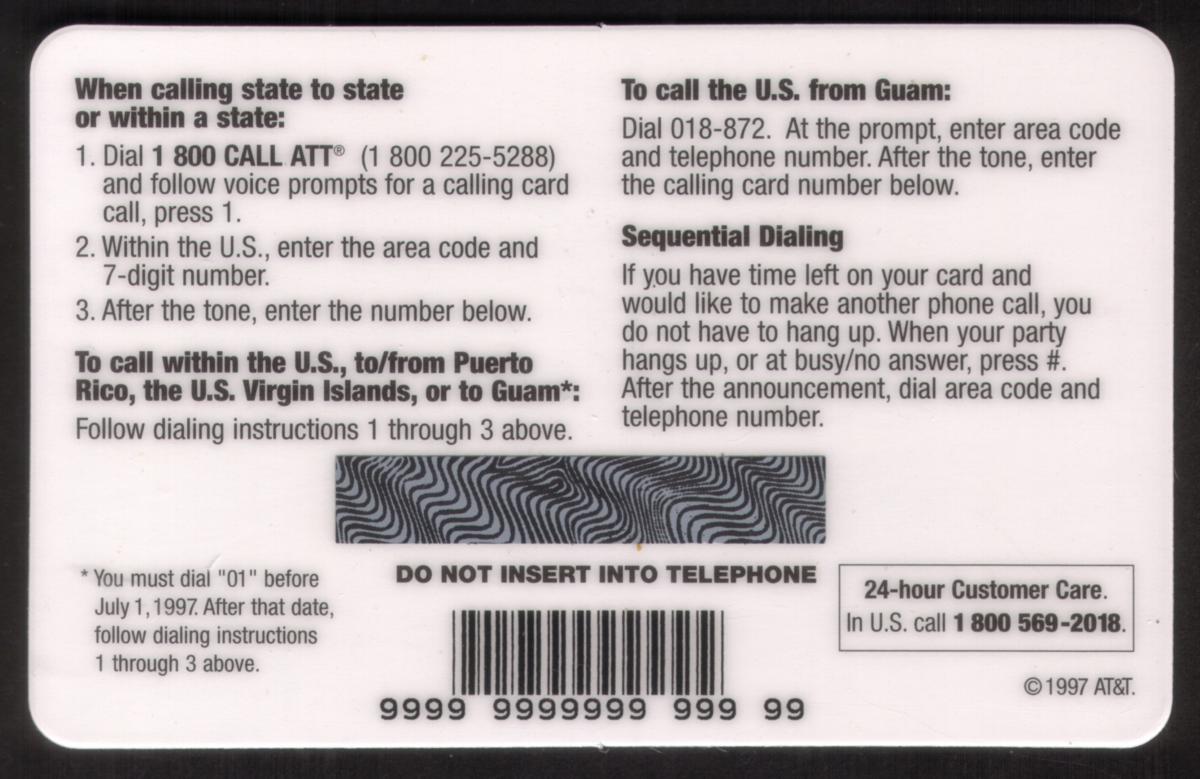 When calling state to state
or within a state:
1. Dial 1 800 CALL ATT® (1 800 225-5288)
and follow voice prompts for a calling card
call, press 1.
2. Within the U.S., enter the area code and
7-digit number.
3. After the tone, enter the number below.
To call within the U.S., to/from Puerto
Rico, the U.S. Virgin Islands, or to Guam*:
Follow dialing instructions 1 through 3 above.
To call the U.S. from Guam:
Dial 018-872. At the prompt, enter area code
and telephone number. After the tone, enter
the calling card number below.
Sequential Dialing
If you have time left on your card and
would like to make another phone call, you
do not have to hang up. When your party
hangs up, or at busy/no answer, press #.
After the announcement, dial area code and
telephone number.
* You must dial "01" before
July 1, 1997. After that date,
follow dialing instructions
1 through 3 above.
DO NOT INSERT INTO TELEPHONE
9999 9999999 999 99
24-hour Customer Care.
In U.S. call 1 800 569-2018.
©1997 AT&T.